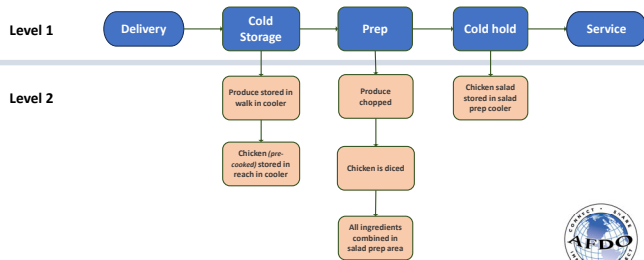 Level 1
Delivery
Cold
Storage
Prep
Cold hold
Service
Level 2
Produce stored in
walk in cooler
Produce
chopped
Chicken salad
stored in salad
prep cooler
Chicken (pre-
cooked) stored in
reach in cooler
Chicken is diced
All ingredients
combined in
salad prep area
CONNECT · SHARE
AFDO